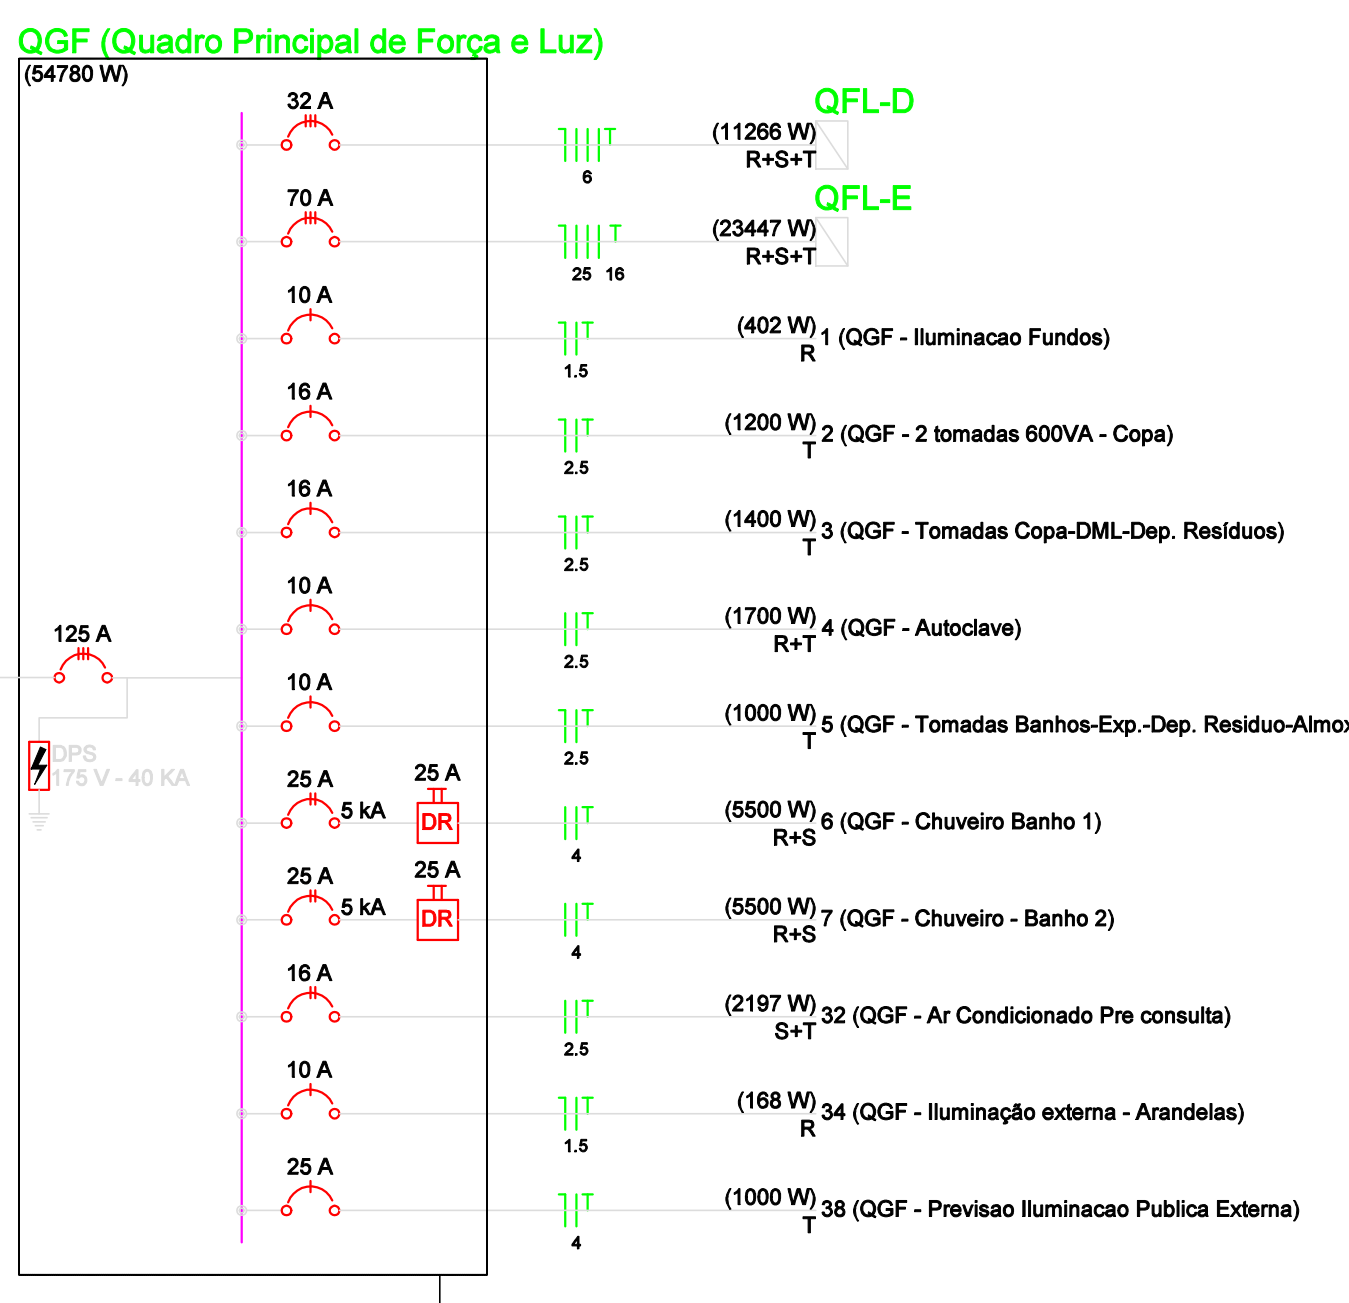 QGF (Quadro Principal de Força e Luz)
(54780 W)
32 A
6
(11266 W)
R+S+T
QFL-D
70 A
25 16
(23447 W)
R+S+T
QFL-E
10 A
1.5
(402 W)
R
1 (QGF - Iluminacao Fundos)
16 A
2.5
(1200 W)
T
2 (QGF - 2 tomadas 600VA - Copa)
16 A
2.5
(1400 W)
T
3 (QGF - Tomadas Copa-DML-Dep. Resíduos)
10 A
2.5
(1700 W)
R+T
4 (QGF - Autoclave)
125 A
10 A
2.5
(1000 W)
T
5 (QGF - Tomadas Banhos-Exp.-Dep. Residuo-Almox
DPS
175 V - 40 KA
25 A
5 kA
25 A
DR
4
(5500 W)
R+S
6 (QGF - Chuveiro Banho 1)
25 A
5 kA
25 A
DR
4
(5500 W)
R+S
7 (QGF - Chuveiro - Banho 2)
16 A
2.5
(2197 W)
S+T
32 (QGF - Ar Condicionado Pre consulta)
10 A
1.5
(168 W)
R
34 (QGF - Iluminação externa - Arandelas)
25 A
4
(1000 W)
T
38 (QGF - Previsao Iluminacao Publica Externa)